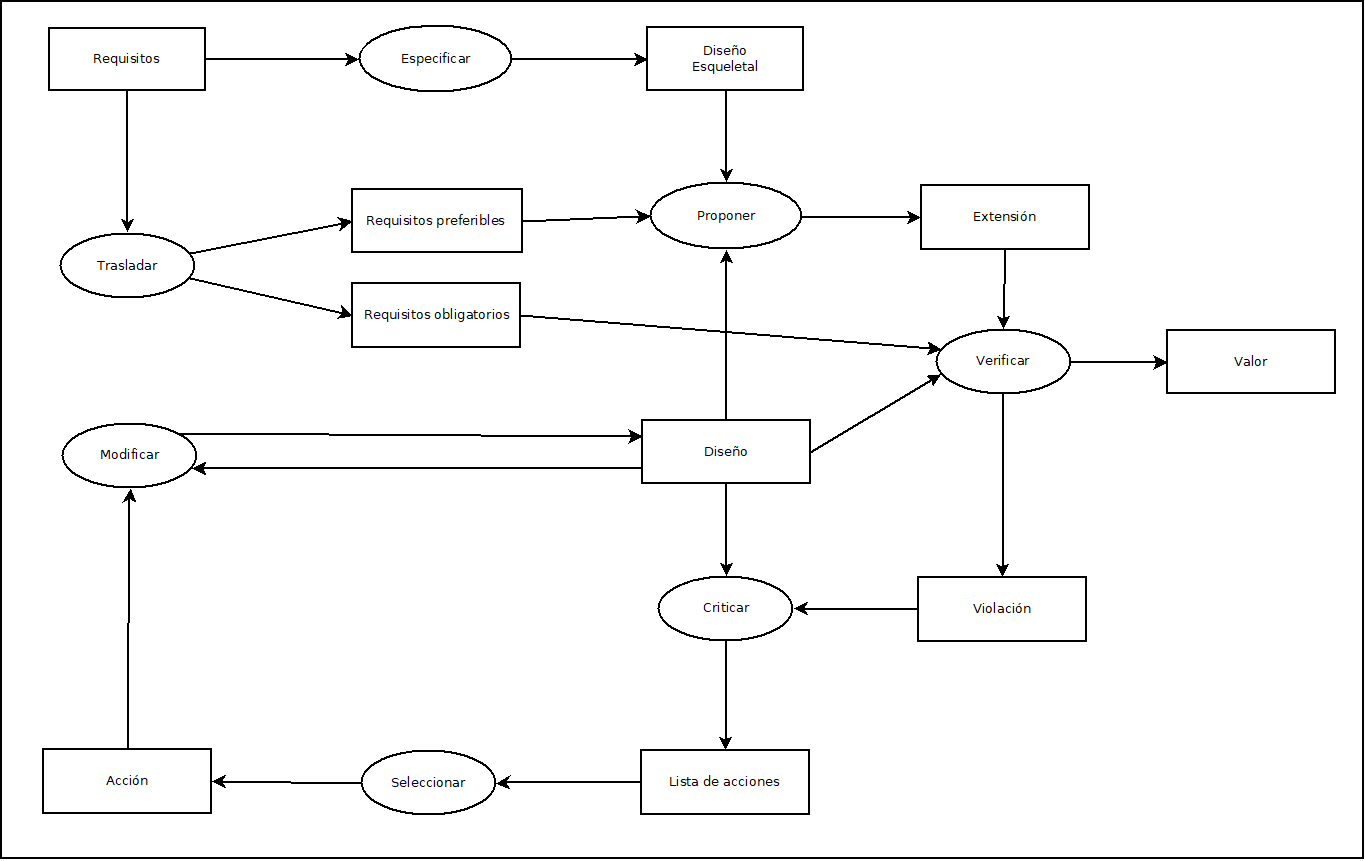 Requisitos
Especificar
Diseño
Esqueletal
Trasladar
Requisitos preferibles
Proponer
Extensión
Requisitos obligatorios
Verificar
Valor
Modificar
Diseño
Criticar
Violación
Acción
Seleccionar
Lista de acciones